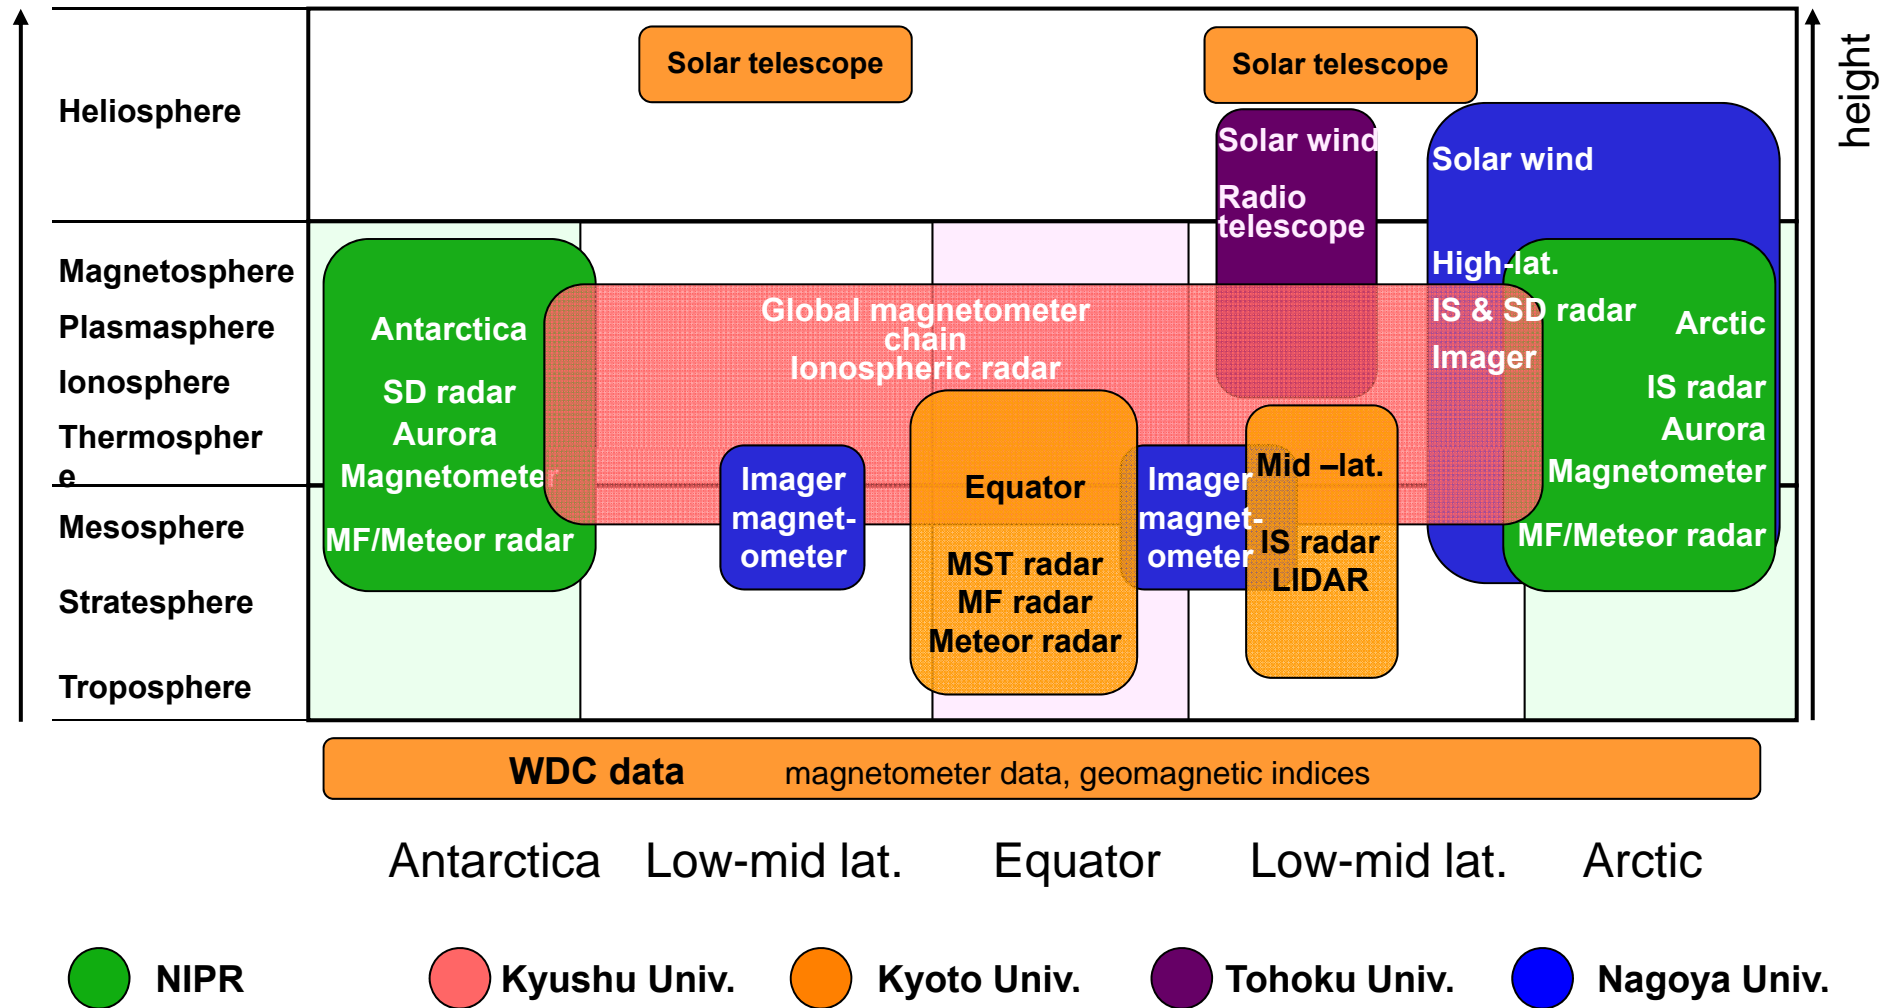 height
Heliosphere
Magnetosphere
Plasmasphere
Ionosphere
Thermospher
e
Mesosphere
Stratesphere
Troposphere
Solar telescope
Solar telescope
Solar wind
Radio
telescope
Solar wind
High-lat.
IS & SD radar
Imager
Antarctica
SD radar
Aurora
Magnetometer
MF/Meteor radar
Global magnetometer
chain
Ionospheric radar
Imager
magnet-
ometer
Equator
MST radar
MF radar
Meteor radar
Imager
magnet-
ometer
Mid –lat.
IS radar
LIDAR
Arctic
IS radar
Aurora
Magnetometer
MF/Meteor radar
WDC data magnetometer data, geomagnetic indices
Antarctica Low-mid lat. Equator Low-mid lat. Arctic
NIPR Kyushu Univ. Kyoto Univ. Tohoku Univ. Nagoya Univ.